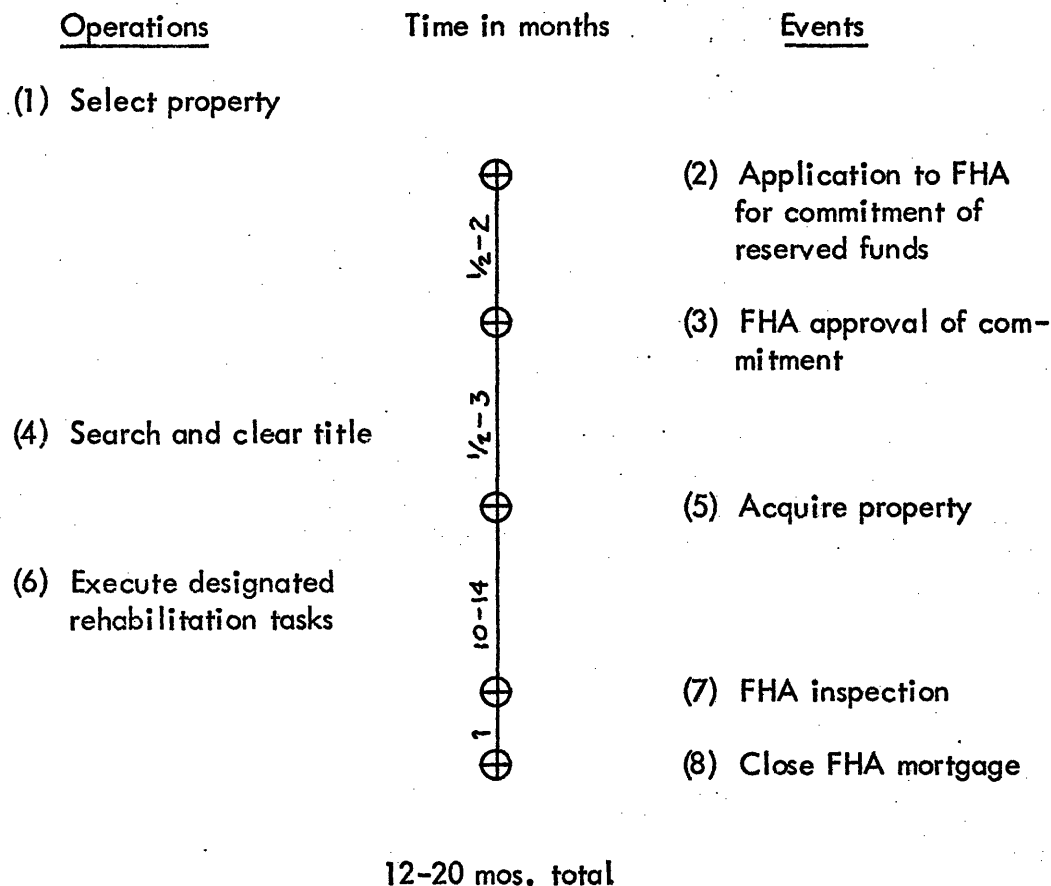 Operations Time in months Events
(1) Select property
(2) Application to FHA
for commitment of
reserved funds
½-2
(3) FHA approval of com-
mitment
½-3
(4) Search and clear title
(5) Acquire property
(6) Execute designated
rehabilitation tasks
10-14
(7) FHA inspection
1
(8) Close FHA mortgage
12-20 mos. total